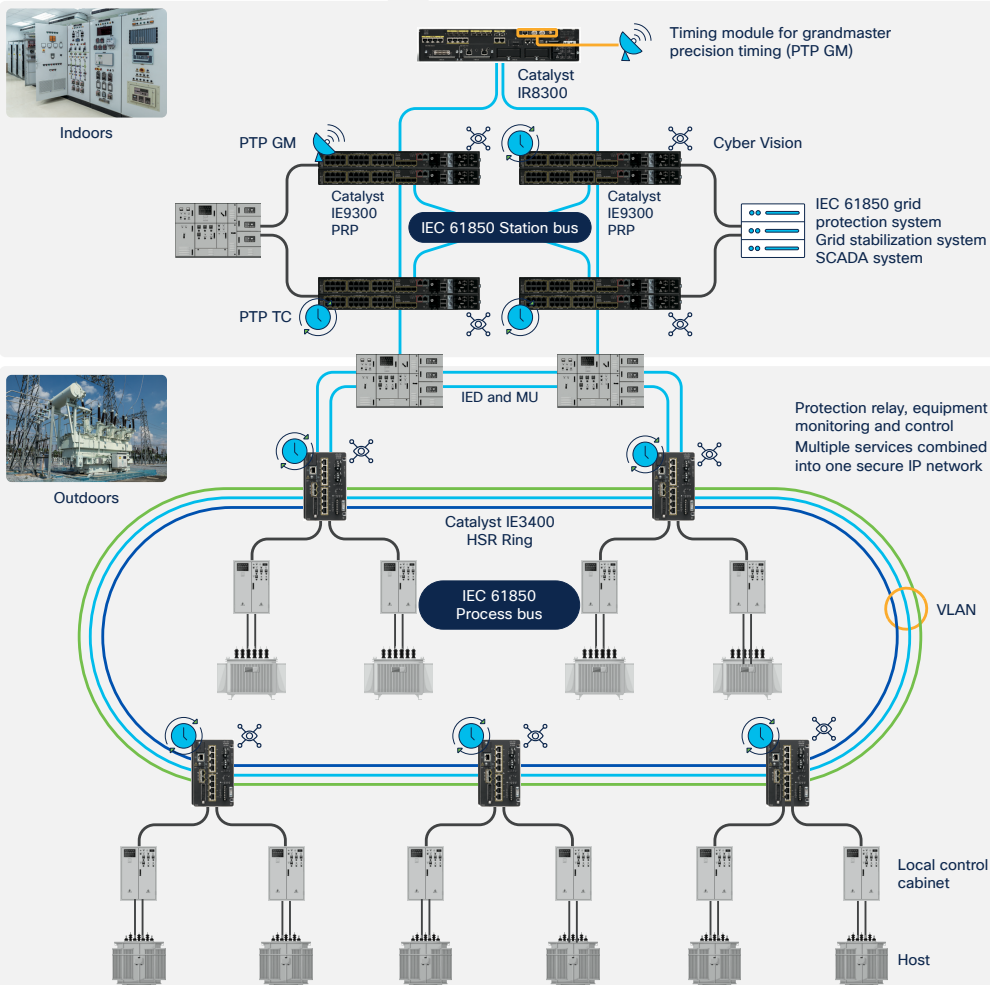 Timing module for grandmaster
precision timing (PTP GM)
Catalyst
IR8300
Indoors
PTP GM
Cyber Vision
Catalyst
IE9300
PRP
Catalyst
IE9300
PRP
IEC 61850 Station bus
IEC 61850 grid
protection system
Grid stabilization system
SCADA system
PTP TC
IED and MU
Protection relay, equipment
monitoring and control
Multiple services combined
into one secure IP network
Outdoors
Catalyst IE3400
HSR Ring
IEC 61850
Process bus
VLAN
Local control
cabinet
Host